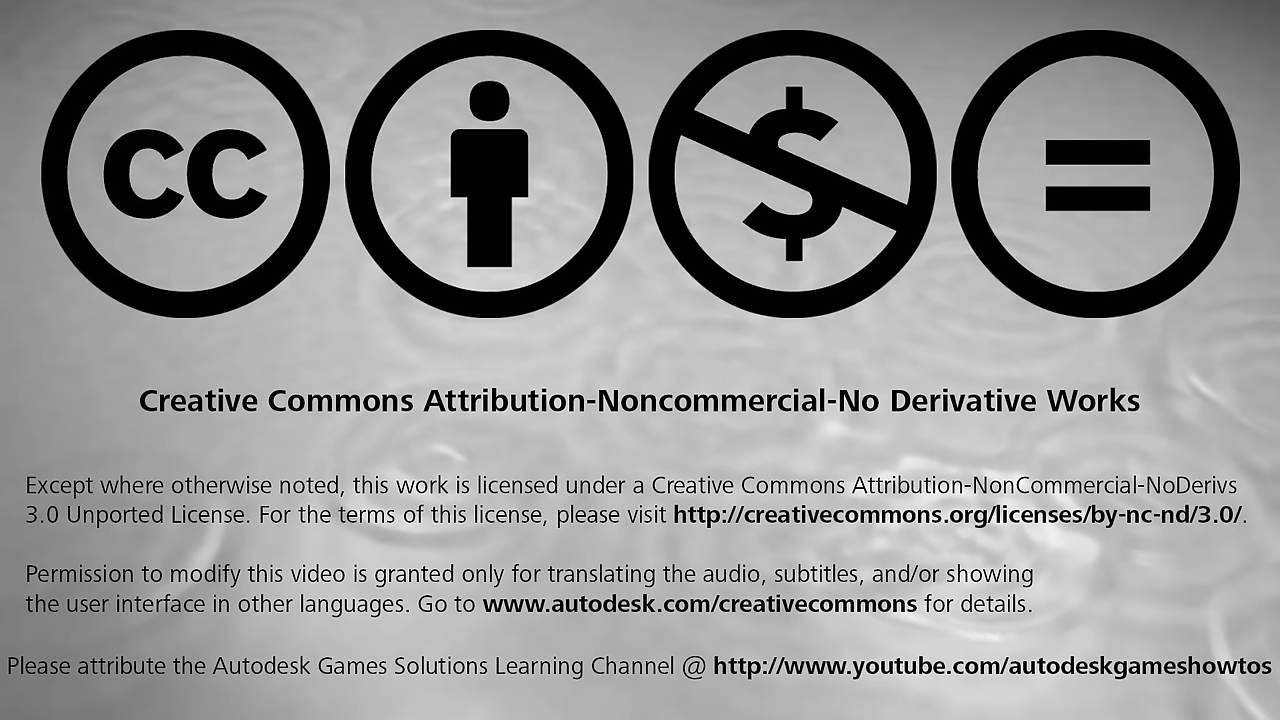 cc $ =
Creative Commons Attribution-Noncommercial-No Derivative Works
Except where otherwise noted, this work is licensed under a Creative Commons Attribution-NonCommercial-NoDerivs
3.0 Unported License. For the terms of this license, please visit http://creativecommons.org/licenses/by-nc-nd/3.0/.
Permission to modify this video is granted only for translating the audio, subtitles, and/or showing
the user interface in other languages. Go to www.autodesk.com/creativecommons for details.
Please attribute the Autodesk Games Solutions Learning Channel @ http://www.youtube.com/autodeskgameshowtos